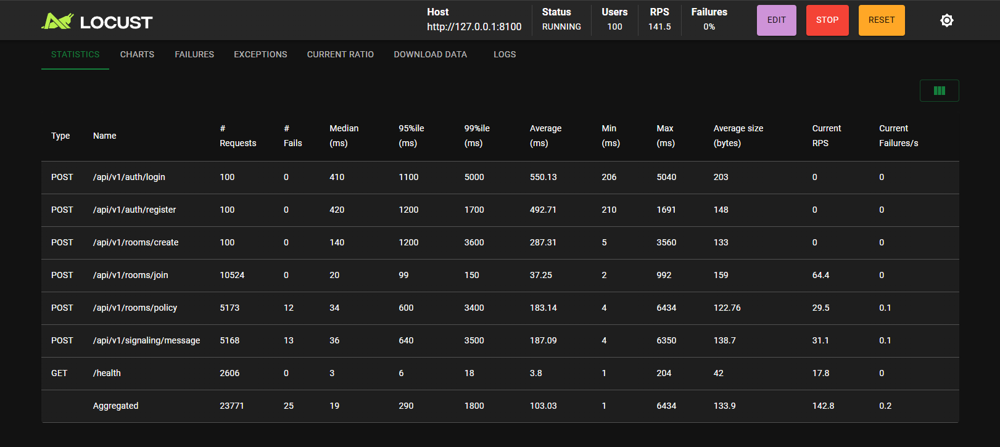 LOCUST
Host
http://127.0.0.1:8100
Status
RUNNING
Users
100
RPS
141.5
Failures
0%
EDIT
STOP
RESET
STATISTICS CHARTS FAILURES EXCEPTIONS CURRENT RATIO DOWNLOAD DATA LOGS
Type Name # Requests # Fails Median (ms) 95%ile (ms) 99%ile (ms) Average (ms) Min (ms) Max (ms) Average size (bytes) Current RPS Current Failures/s
POST /api/v1/auth/login 100 0 410 1100 5000 550.13 206 5040 203 0 0
POST /api/v1/auth/register 100 0 420 1200 1700 492.71 210 1691 148 0 0
POST /api/v1/rooms/create 100 0 140 1200 3600 287.31 5 3560 133 0 0
POST /api/v1/rooms/join 10524 0 20 99 150 37.25 2 992 159 64.4 0
POST /api/v1/rooms/policy 5173 12 34 600 3400 183.14 4 6434 122.76 29.5 0.1
POST /api/v1/signaling/message 5168 13 36 640 3500 187.09 4 6350 138.7 31.1 0.1
GET /health 2606 0 3 6 18 3.8 1 204 42 17.8 0
Aggregated 23771 25 19 290 1800 103.03 1 6434 133.9 142.8 0.2